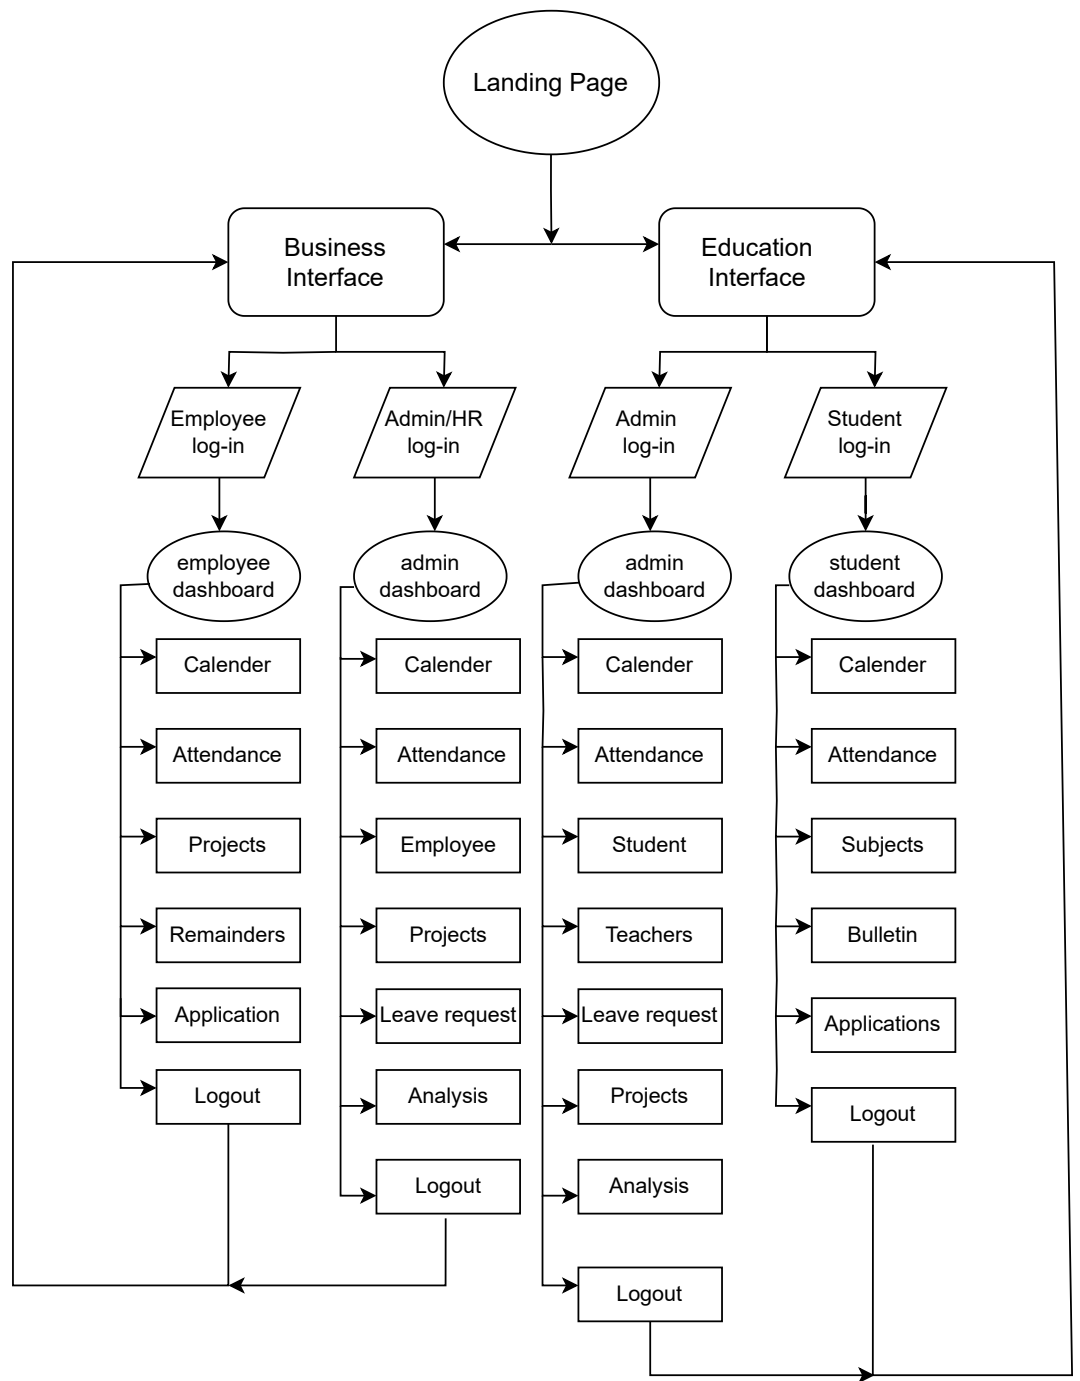 Landing Page
Business
Interface
Education
Interface
Employee
log-in
Admin/HR
log-in
Admin
log-in
Student
log-in
employee
dashboard
admin
dashboard
admin
dashboard
student
dashboard
Calender
Calender
Calender
Calender
Attendance
Attendance
Attendance
Attendance
Projects
Employee
Student
Subjects
Remainders
Projects
Teachers
Bulletin
Application
Leave request
Leave request
Applications
Logout
Analysis
Projects
Logout
Logout
Analysis
Logout